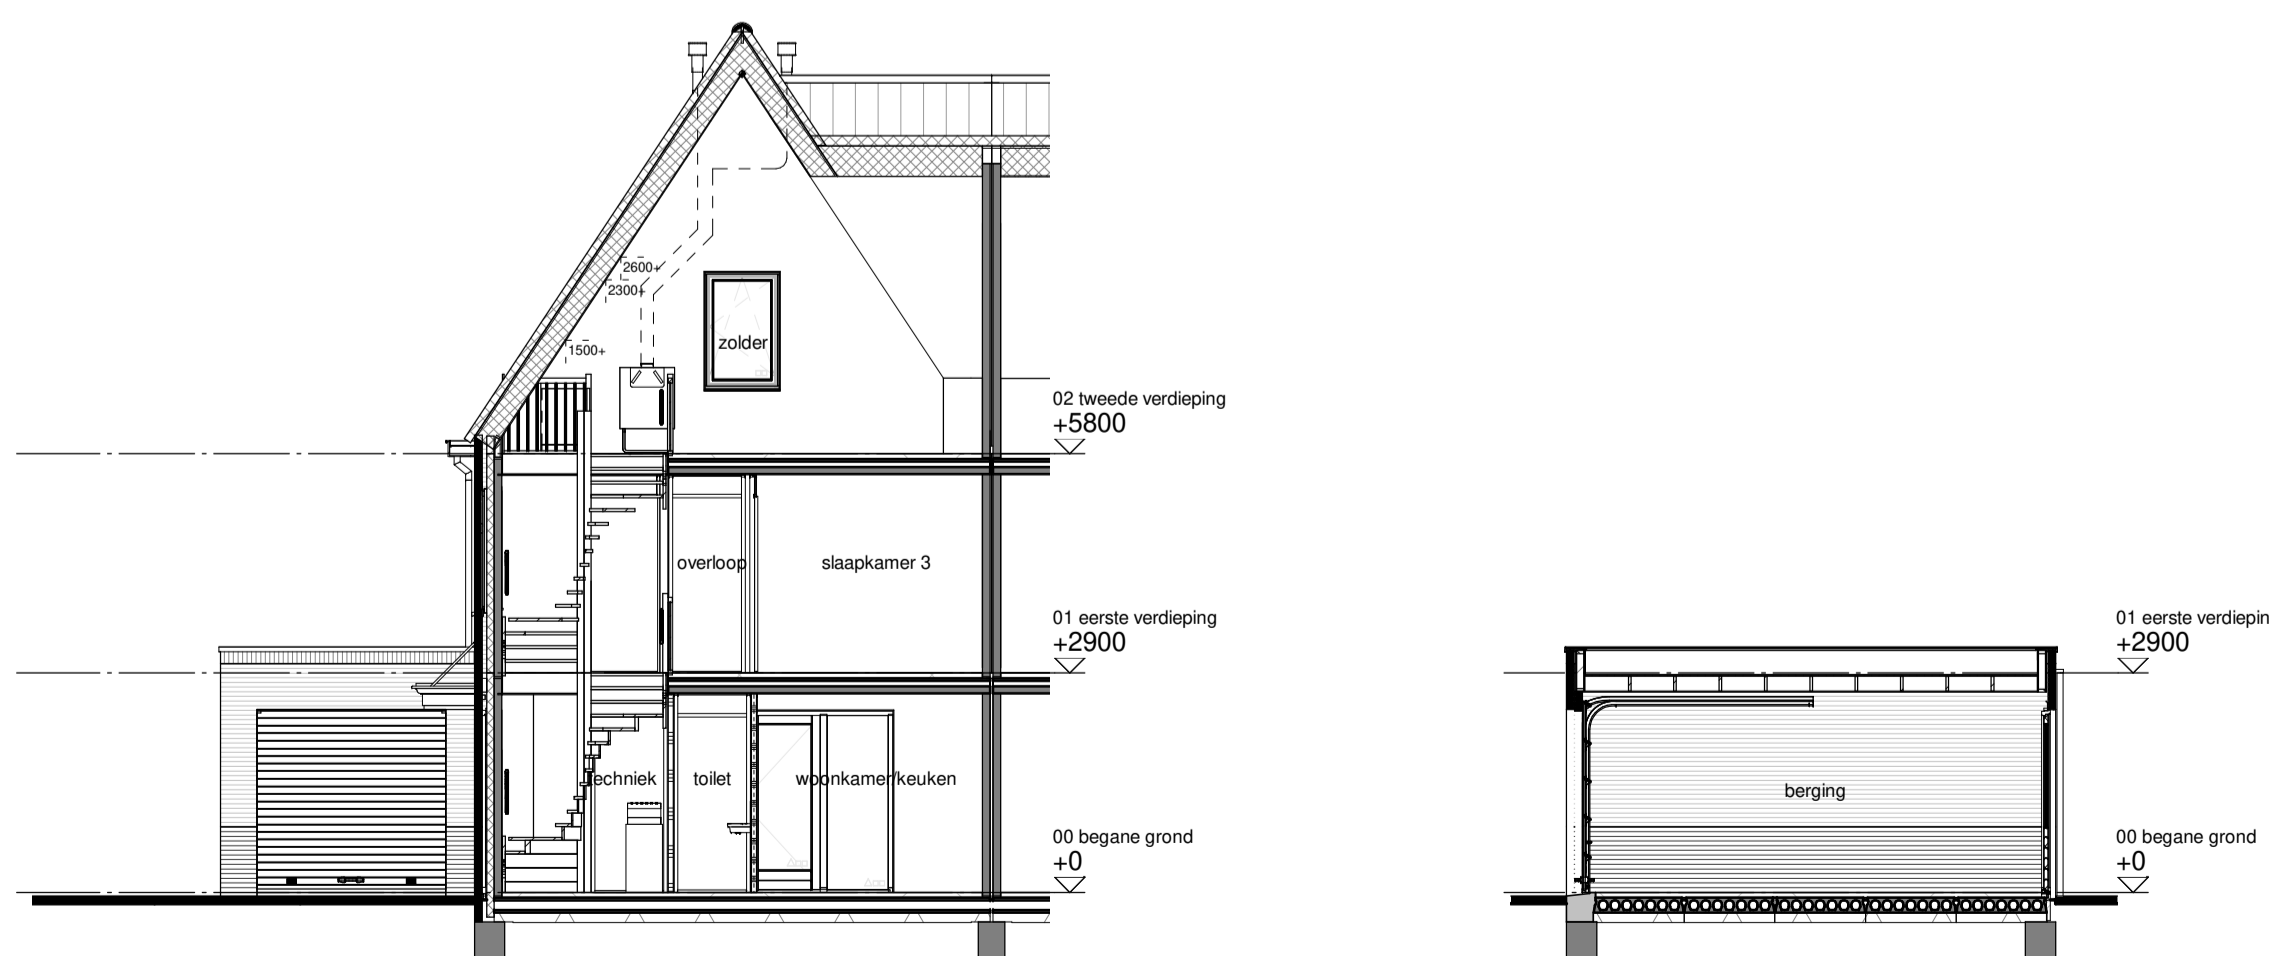 2600+
2300+
1500+
zolder
02 tweede verdieping
+5800
overloop
slaapkamer 3
01 eerste verdieping
+2900
techniek
toilet
woonkamer/keuken
00 begane grond
+0
01 eerste verdiepin
+2900
berging
00 begane grond
+0